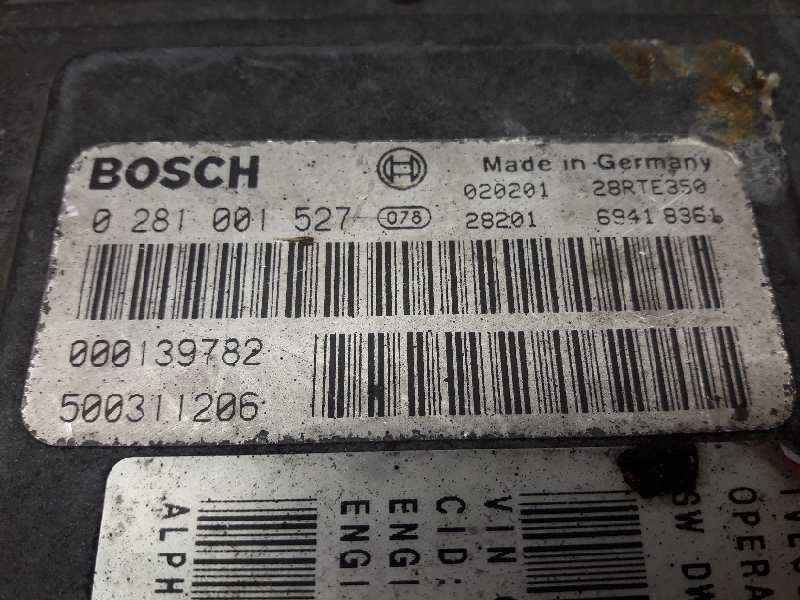 BOSCH
Made in Germany
020201 28RTE350
0 281 001 527 078 28201 6941 8361
000139782
500311206
ALPH
ENGI
ENGI
CID:
VIN
SW DW
OPERA